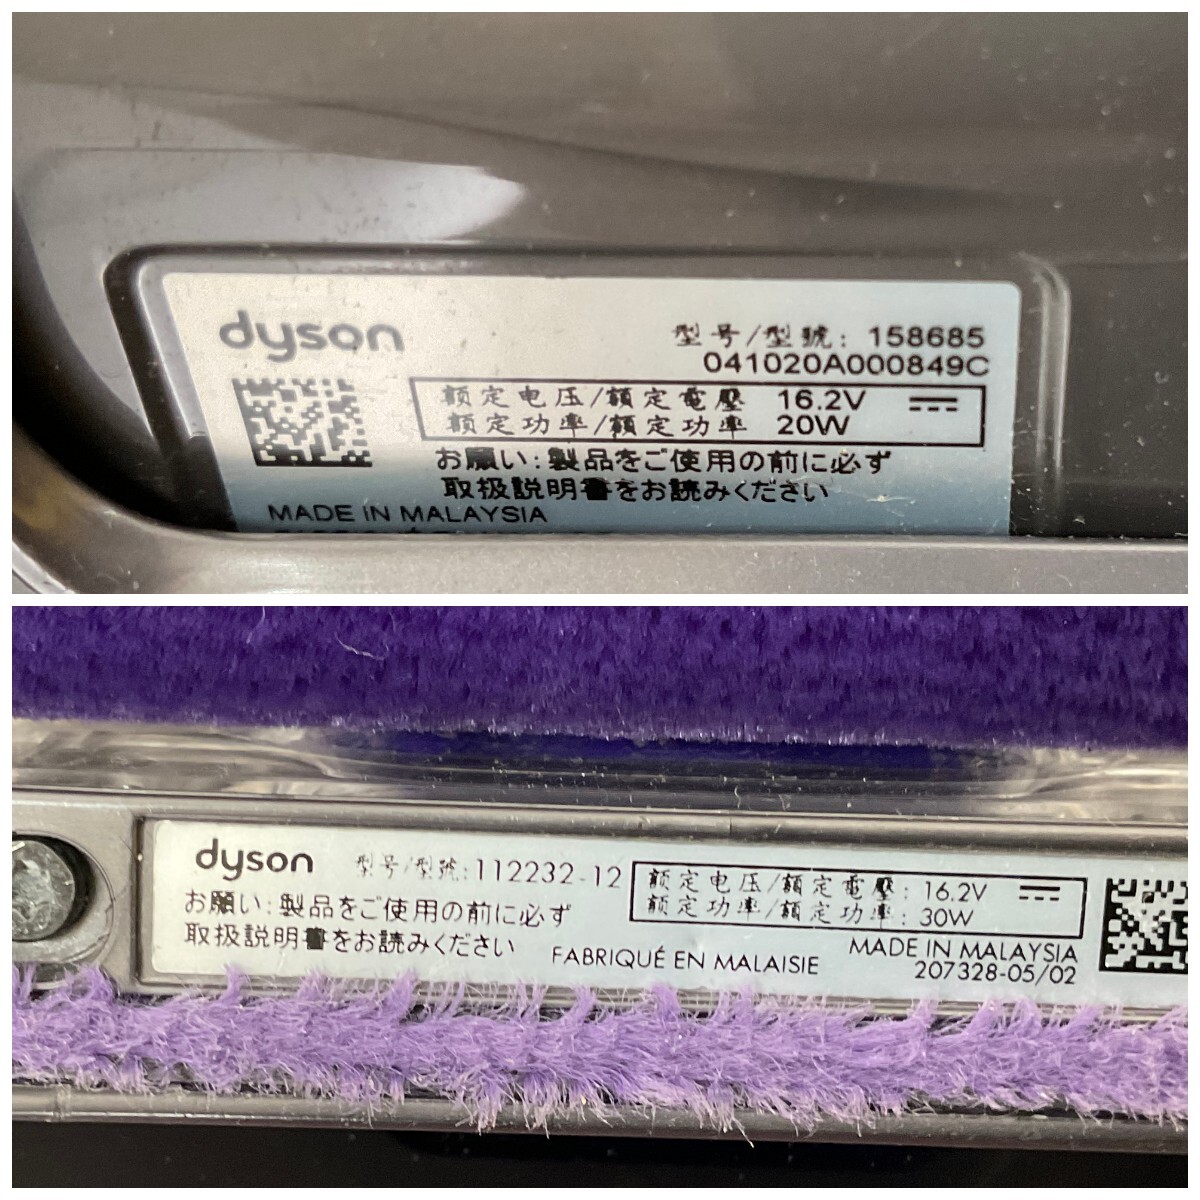 dyson
型号/型號: 158685
041020A000849C
额定电压/額定電壓 16.2V
额定功率/額定功率 20W
お願い:製品をご使用の前に必ず
取扱説明書をお読みください
MADE IN MALAYSIA
dyson
型号/型號:112232-12
お願い:製品をご使用の前に必ず
取扱説明書をお読みください
额定电压/額定電壓: 16.2V
额定功率/額定功率: 30W
FABRIQUÉ EN MALAISIE
MADE IN MALAYSIA
207328-05/02